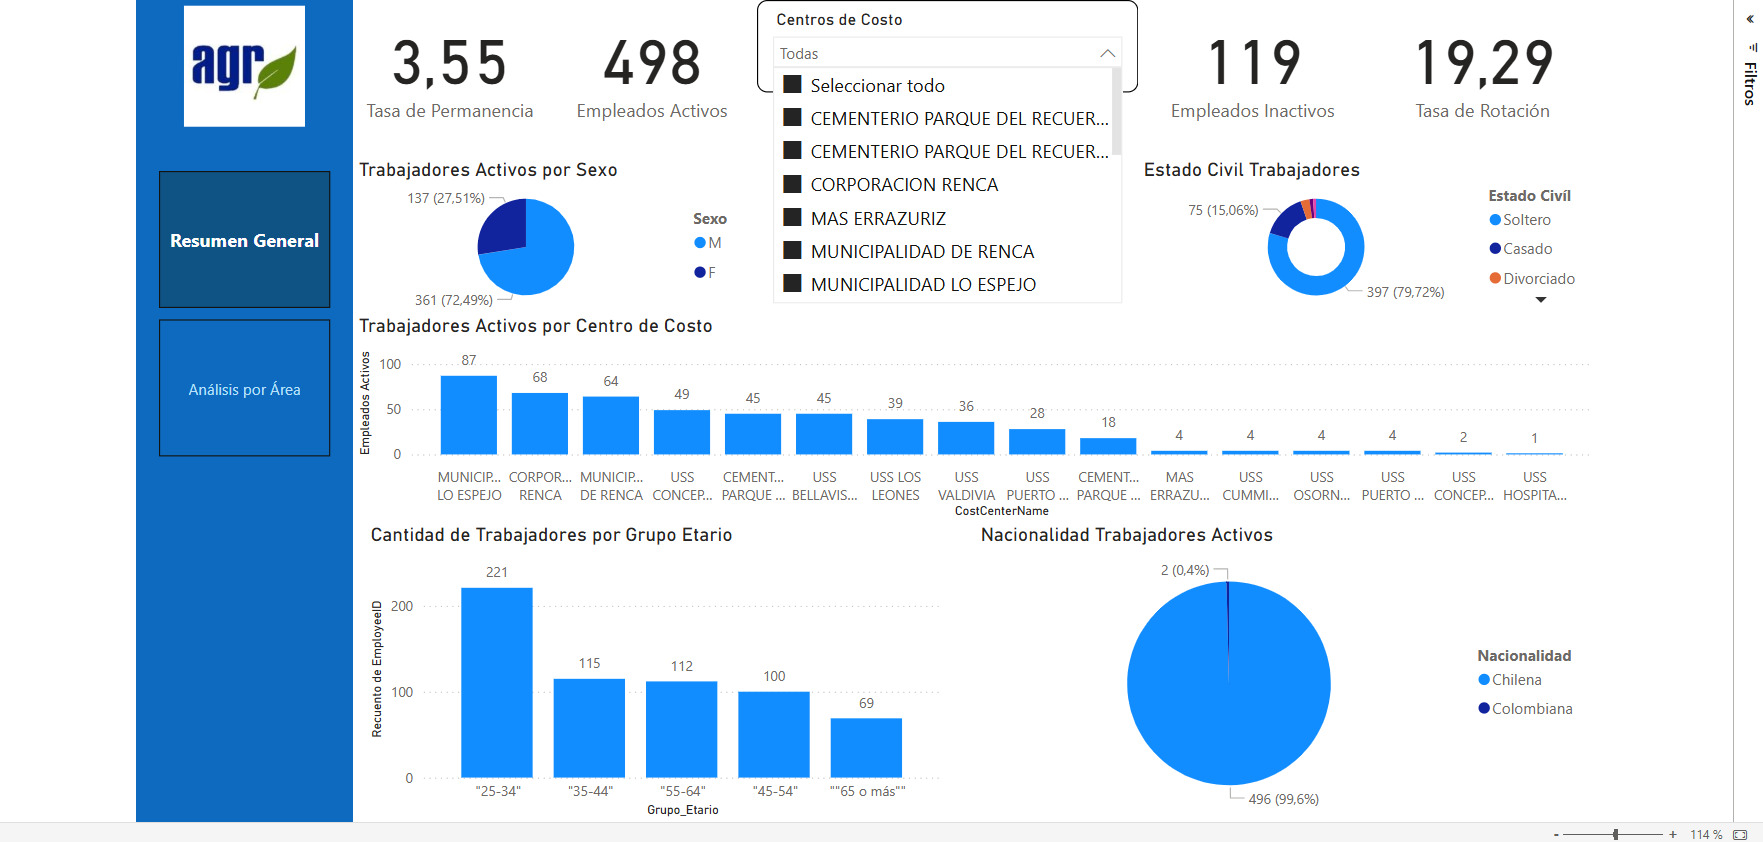 agr
3,55
Tasa de Permanencia
498
Empleados Activos
Centros de Costo
Todas
Seleccionar todo
CEMENTERIO PARQUE DEL RECUER...
CEMENTERIO PARQUE DEL RECUER...
CORPORACION RENCA
MAS ERRAZURIZ
MUNICIPALIDAD DE RENCA
MUNICIPALIDAD LO ESPEJO
119
Empleados Inactivos
19,29
Tasa de Rotación
Filtros
Resumen General
Análisis por Área
Trabajadores Activos por Sexo
137 (27,51%)
361 (72,49%)
Sexo
M
F
Estado Civil Trabajadores
75 (15,06%)
397 (79,72%)
Estado Civíl
Soltero
Casado
Divorciado
Trabajadores Activos por Centro de Costo
Empleados Activos
100
50
0
87
68
64
49
45
45
39
36
28
18
4
4
4
4
2
1
MUNICIP...
LO ESPEJO
CORPOR...
RENCA
MUNICIP...
DE RENCA
USS
CONCEP...
CEMENT...
PARQUE ...
USS
BELLAVIS...
USS LOS
LEONES
USS
VALDIVIA
USS
PUERTO ...
CEMENT...
PARQUE ...
MAS
ERRAZU...
USS
CUMMI...
USS
OSORN...
USS
PUERTO ...
USS
CONCEP...
USS
HOSPITA...
CostCenterName
Cantidad de Trabajadores por Grupo Etario
Recuento de EmployeeID
200
100
0
221
115
112
100
69
"25-34"
"35-44"
"55-64"
"45-54"
""65 o más""
Grupo_Etario
Nacionalidad Trabajadores Activos
2 (0,4%)
496 (99,6%)
Nacionalidad
Chilena
Colombiana
- + 114 %